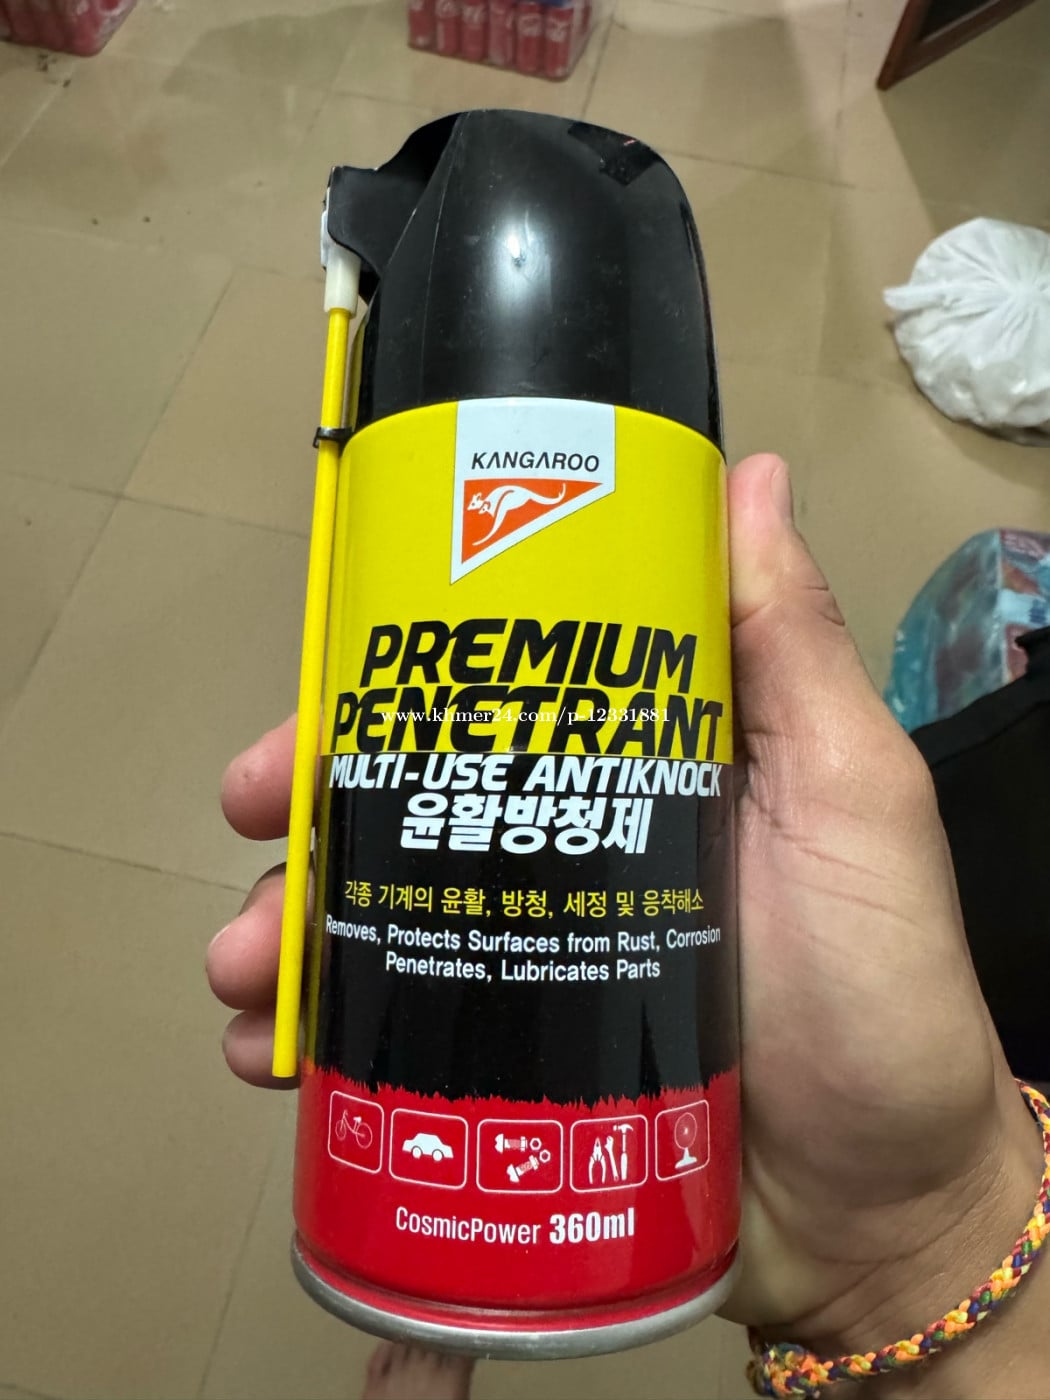 KANGAROO
PREMIUM
PENETRANT
www.khmer24.com/p-12331881
MULTI-USE ANTIKNOCK
윤활방청제
각종 기계의 윤활, 방청, 세정 및 응착해소
Removes, Protects Surfaces from Rust, Corrosion
Penetrates, Lubricates Parts
CosmicPower 360ml